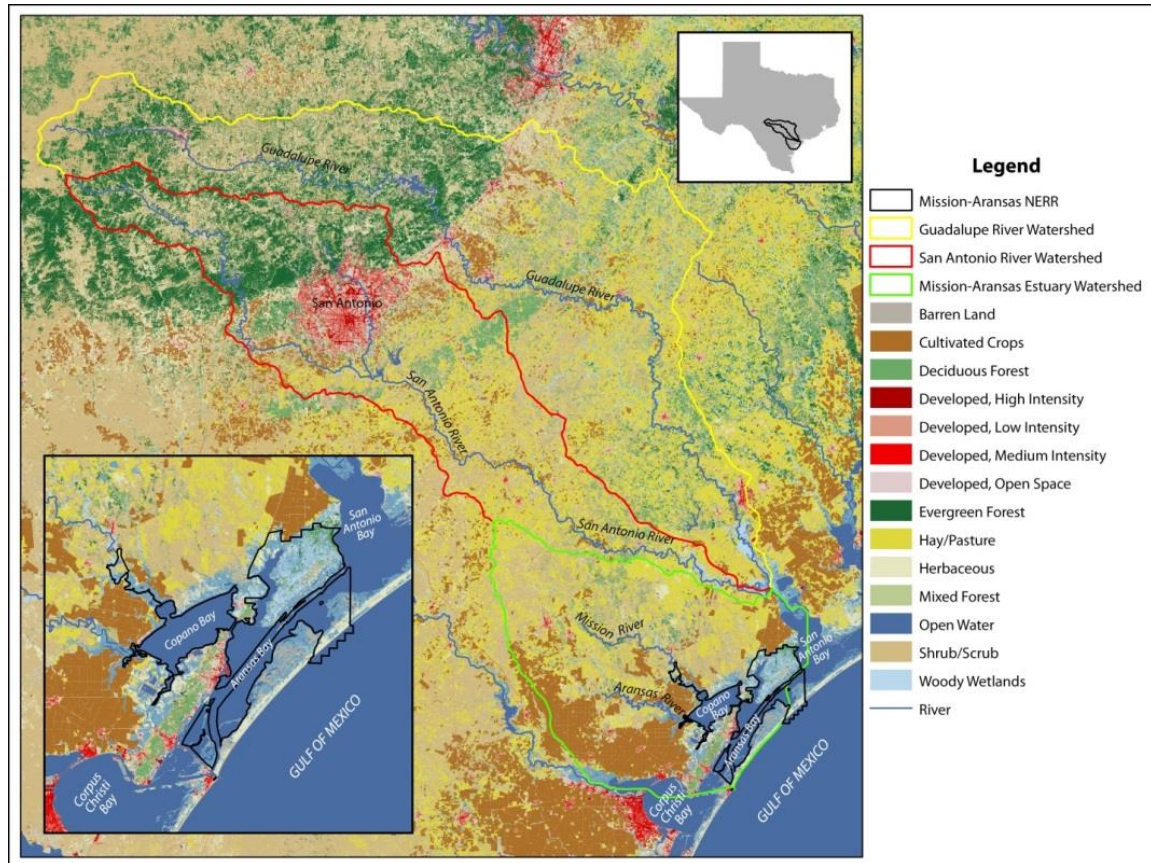 Guadalupe River
San Antonio
Guadalupe River
San Antonio River
San Antonio River
Mission River
Aransas River
Copano
Bay
Aransas Bay
San
Antonio
Bay
Corpus
Christi
Bay
GULF OF MEXICO
San
Antonio
Bay
Copano Bay
Aransas Bay
GULF OF MEXICO
Corpus
Christi
Bay
Legend
Mission-Aransas NERR
Guadalupe River Watershed
San Antonio River Watershed
Mission-Aransas Estuary Watershed
Barren Land
Cultivated Crops
Deciduous Forest
Developed, High Intensity
Developed, Low Intensity
Developed, Medium Intensity
Developed, Open Space
Evergreen Forest
Hay/Pasture
Herbaceous
Mixed Forest
Open Water
Shrub/Scrub
Woody Wetlands
River